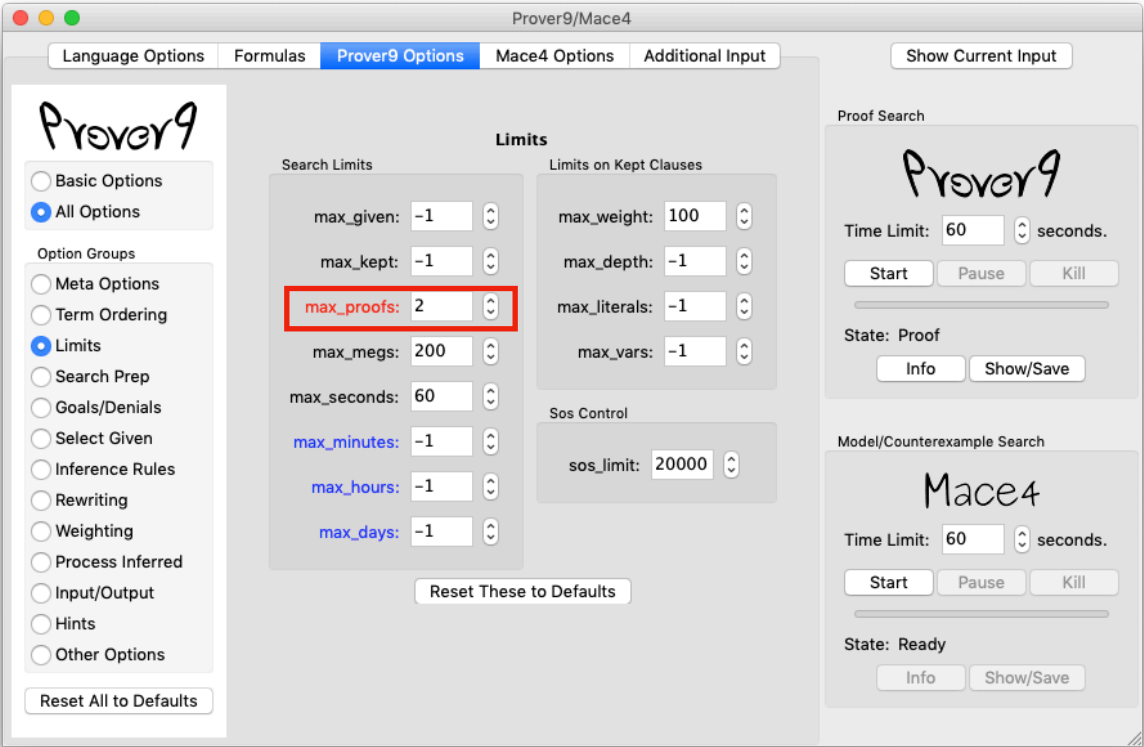 Prover9/Mace4
Language Options Formulas Prover9 Options Mace4 Options Additional Input Show Current Input
Prover9
Basic Options
All Options
Option Groups
Meta Options
Term Ordering
Limits
Search Prep
Goals/Denials
Select Given
Inference Rules
Rewriting
Weighting
Process Inferred
Input/Output
Hints
Other Options
Reset All to Defaults
Limits
Search Limits
max_given: -1
max_kept: -1
max_proofs: 2
max_megs: 200
max_seconds: 60
max_minutes: -1
max_hours: -1
max_days: -1
Limits on Kept Clauses
max_weight: 100
max_depth: -1
max_literals: -1
max_vars: -1
Sos Control
sos_limit: 20000
Reset These to Defaults
Proof Search
Prover9
Time Limit: 60 seconds.
Start Pause Kill
State: Proof
Info Show/Save
Model/Counterexample Search
Mace4
Time Limit: 60 seconds.
Start Pause Kill
State: Ready
Info Show/Save